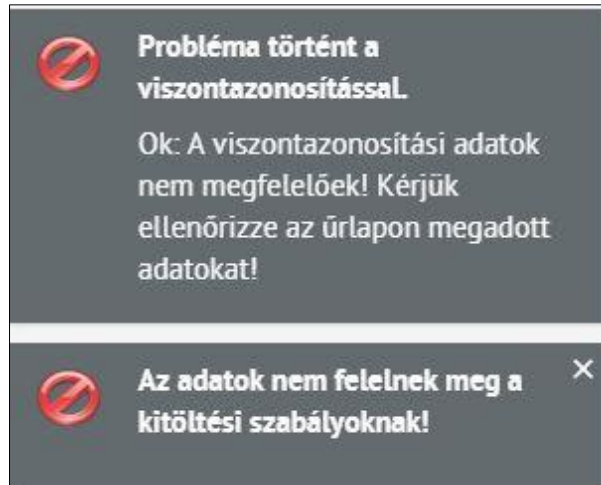 Probléma történt a
viszontazonosítással.
Ok: A viszontazonosítási adatok
nem megfelelőek! Kérjük
ellenőrizze az űrlapon megadott
adatokat!
Az adatok nem felelnek meg a
kitöltési szabályoknak!